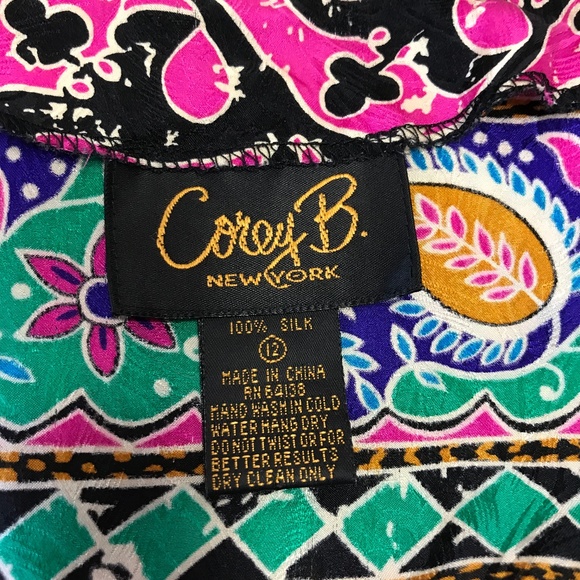 Corey B.
NEW YORK
100% SILK
12
MADE IN CHINA
RN 64138
HAND WASH IN COLD
WATER HANG DRY
DO NOT TWIST OR FOR
BETTER RESULTS
DRY CLEAN ONLY